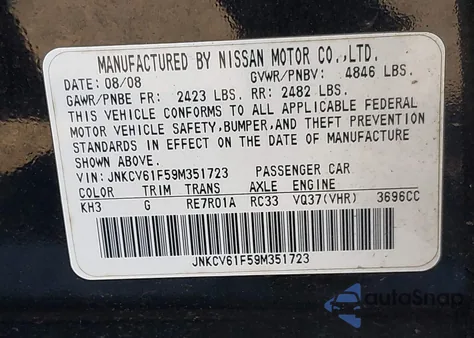 MANUFACTURED BY NISSAN MOTOR CO.,LTD.
DATE: 08/08 GVWR/PNBV: 4846 LBS.
GAWR/PNBE FR: 2423 LBS. RR: 2482 LBS.
THIS VEHICLE CONFORMS TO ALL APPLICABLE FEDERAL
MOTOR VEHICLE SAFETY, BUMPER, AND THEFT PREVENTION
STANDARDS IN EFFECT ON THE DATE OF MANUFACTURE
SHOWN ABOVE.
VIN: JNKCV61F59M351723 PASSENGER CAR
COLOR TRIM TRANS AXLE ENGINE
KH3 G RE7R01A RC33 VQ37(VHR) 3696CC
JNKCV61F59M351723
autoSnap